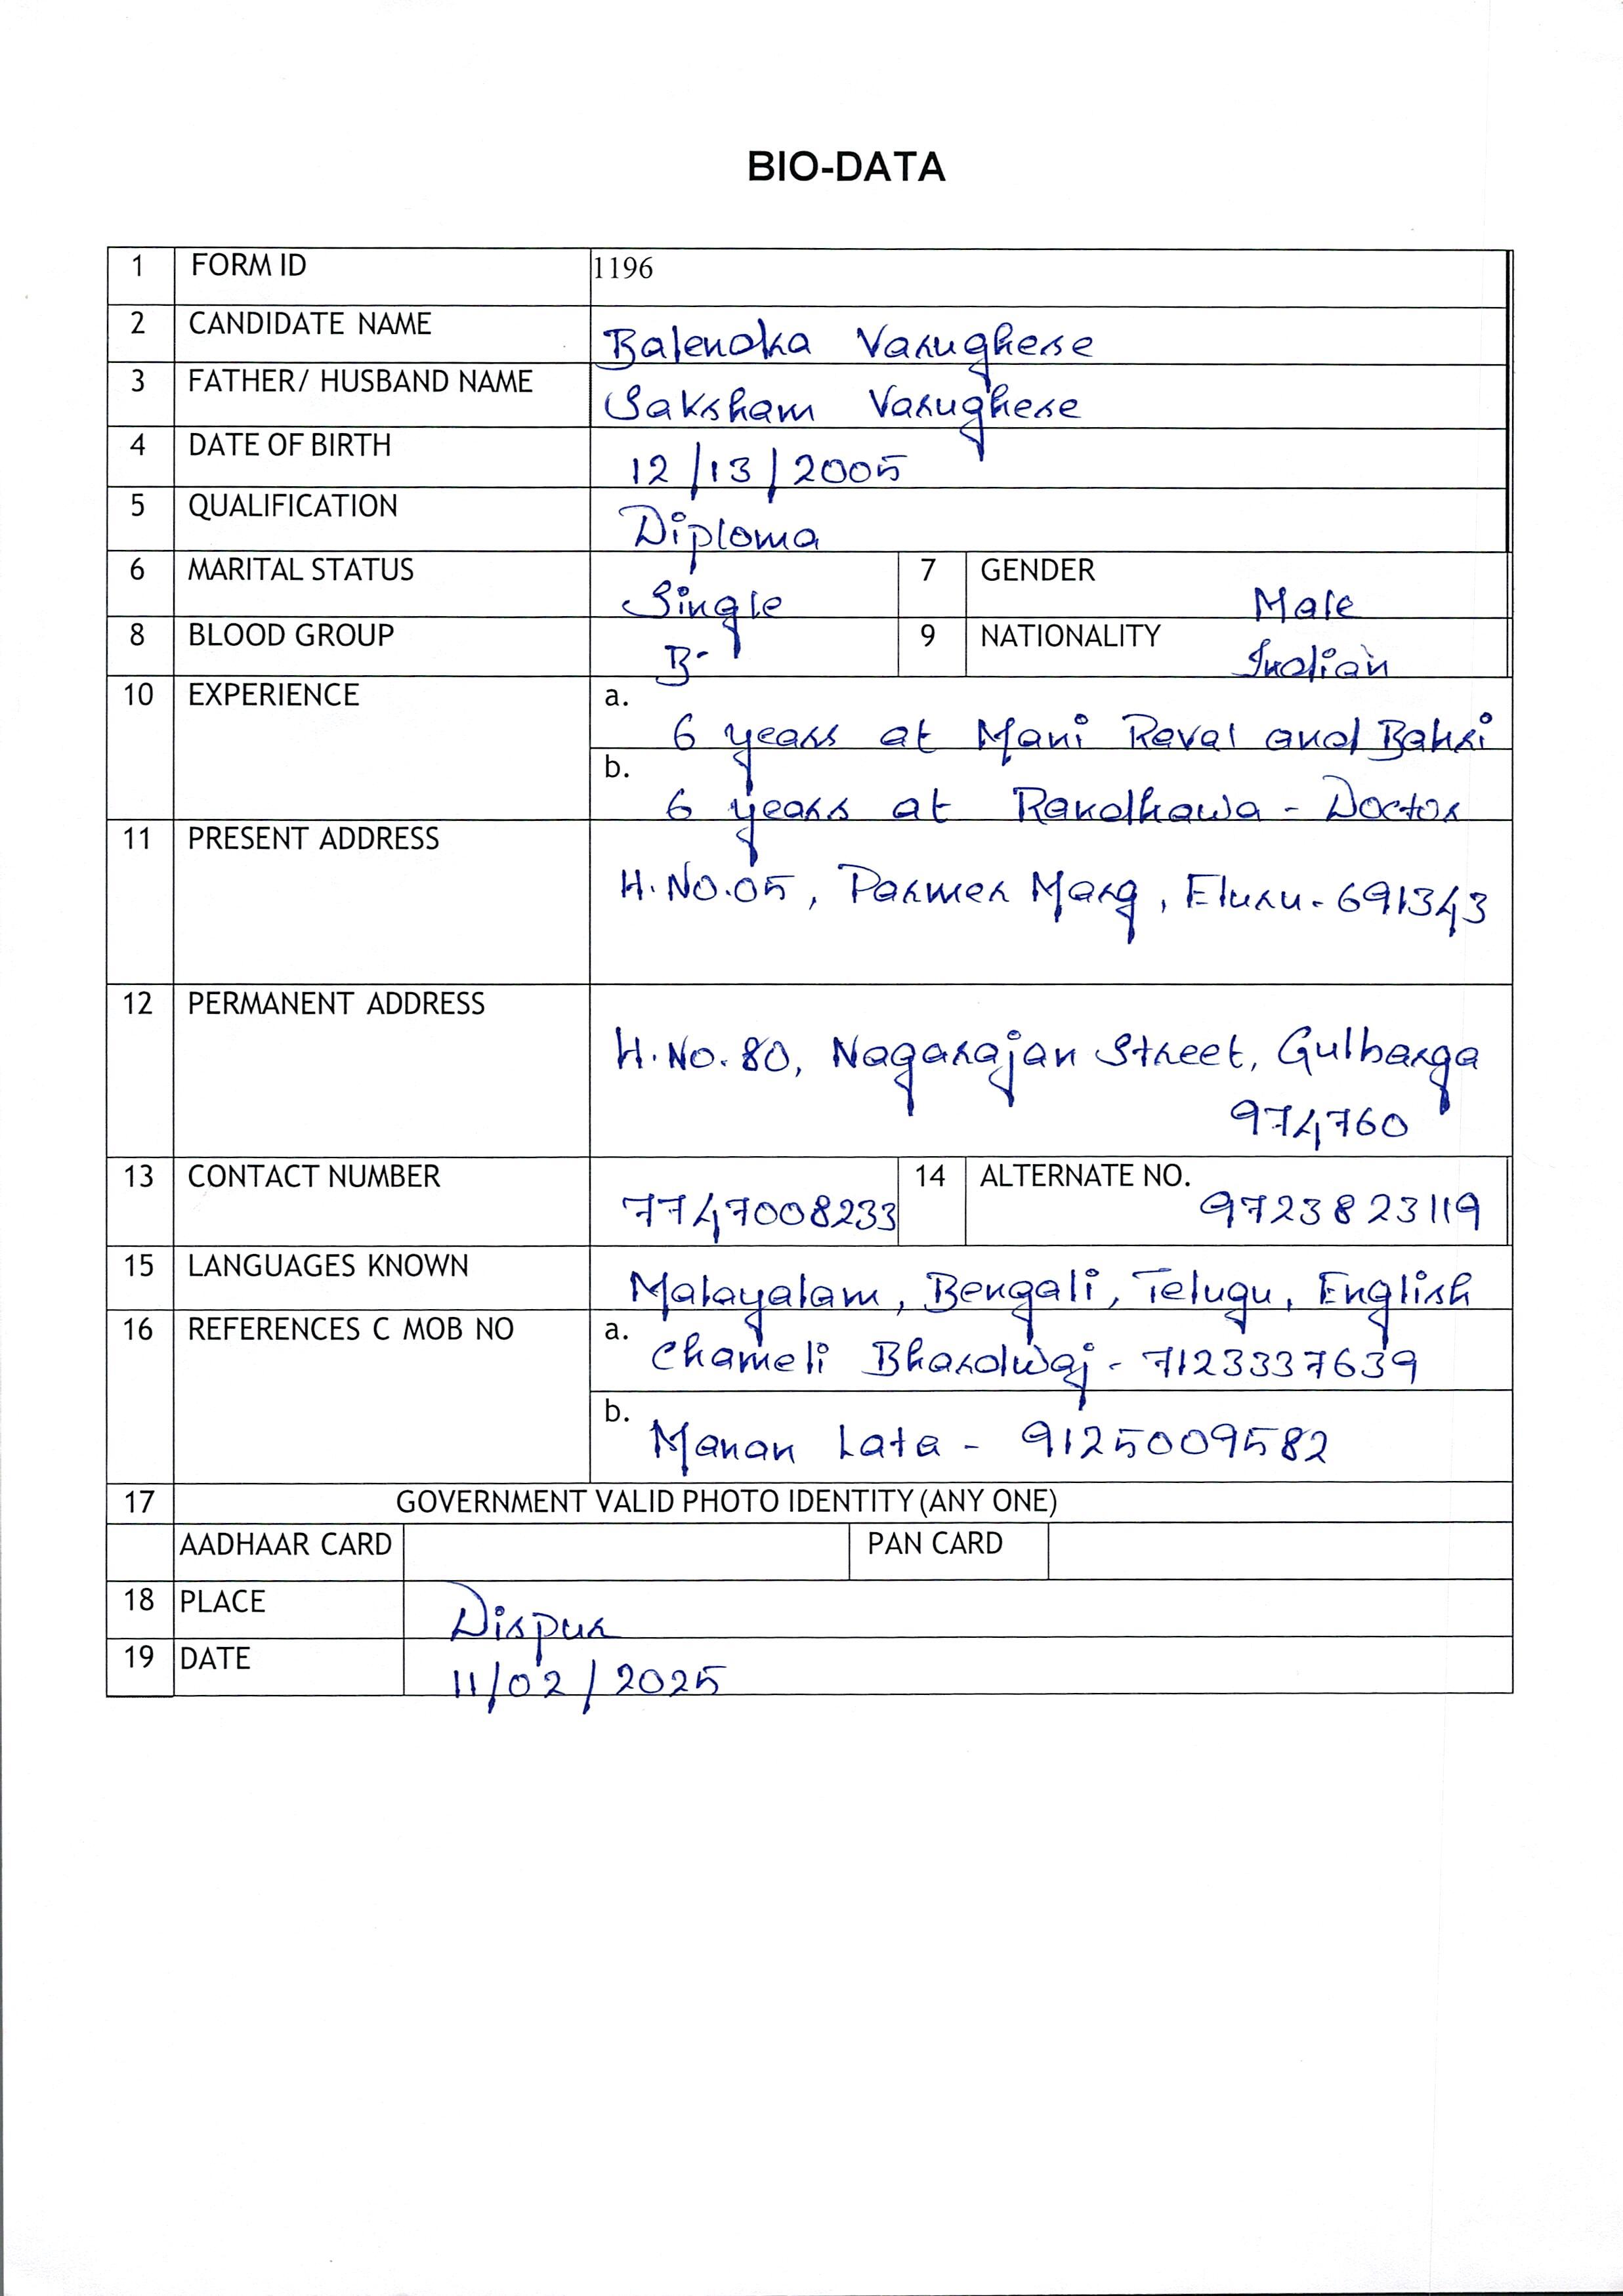 BIO-DATA
1 FORM ID 1196
2 CANDIDATE NAME Balendra Varughese
3 FATHER/ HUSBAND NAME Saksham Varughese
4 DATE OF BIRTH 12/13/2005
5 QUALIFICATION Diploma
6 MARITAL STATUS Single 7 GENDER Male
8 BLOOD GROUP B- 9 NATIONALITY Indian
10 EXPERIENCE a. 6 years at Mani Raval and Bahri
b. 6 years at Randhawa - Doctor
11 PRESENT ADDRESS H.No.05, Parmer Marg, Eluru-691343
12 PERMANENT ADDRESS H.No.80, Nagarajan Street, Gulbarga
974760
13 CONTACT NUMBER 7747008233 14 ALTERNATE NO. 9723823119
15 LANGUAGES KNOWN Malayalam, Bengali, Telugu, English
16 REFERENCES C MOB NO a. Chameli Bhardwaj - 7123337639
b. Manan Lata - 9125009582
17 GOVERNMENT VALID PHOTO IDENTITY (ANY ONE)
AADHAAR CARD PAN CARD
18 PLACE Dispur
19 DATE 11/02/2025